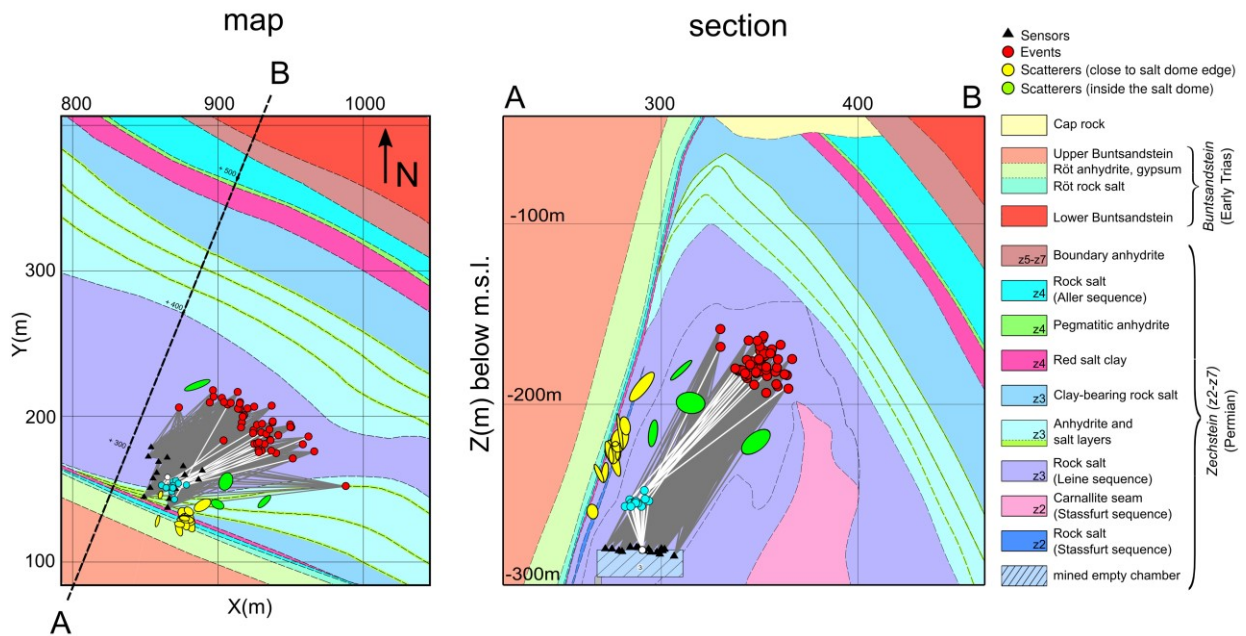 map
section
B
A
B
800
900
1000
300
400
+ 500
N
+ 400
+ 300
300
200
100
Y(m)
X(m)
A
Z(m) below m.s.l.
-100m
-200m
-300m
3
Sensors
Events
Scatterers (close to salt dome edge)
Scatterers (inside the salt dome)
Cap rock
Upper Buntsandstein
Röt anhydrite, gypsum
Röt rock salt
Lower Buntsandstein
Buntsandstein
(Early Trias)
z5-z7 Boundary anhydrite
z4 Rock salt
(Aller sequence)
z4 Pegmatitic anhydrite
z4 Red salt clay
z3 Clay-bearing rock salt
z3 Anhydrite and
salt layers
z3 Rock salt
(Leine sequence)
z2 Carnallite seam
(Stassfurt sequence)
z2 Rock salt
(Stassfurt sequence)
mined empty chamber
Zechstein (z2-z7)
(Permian)